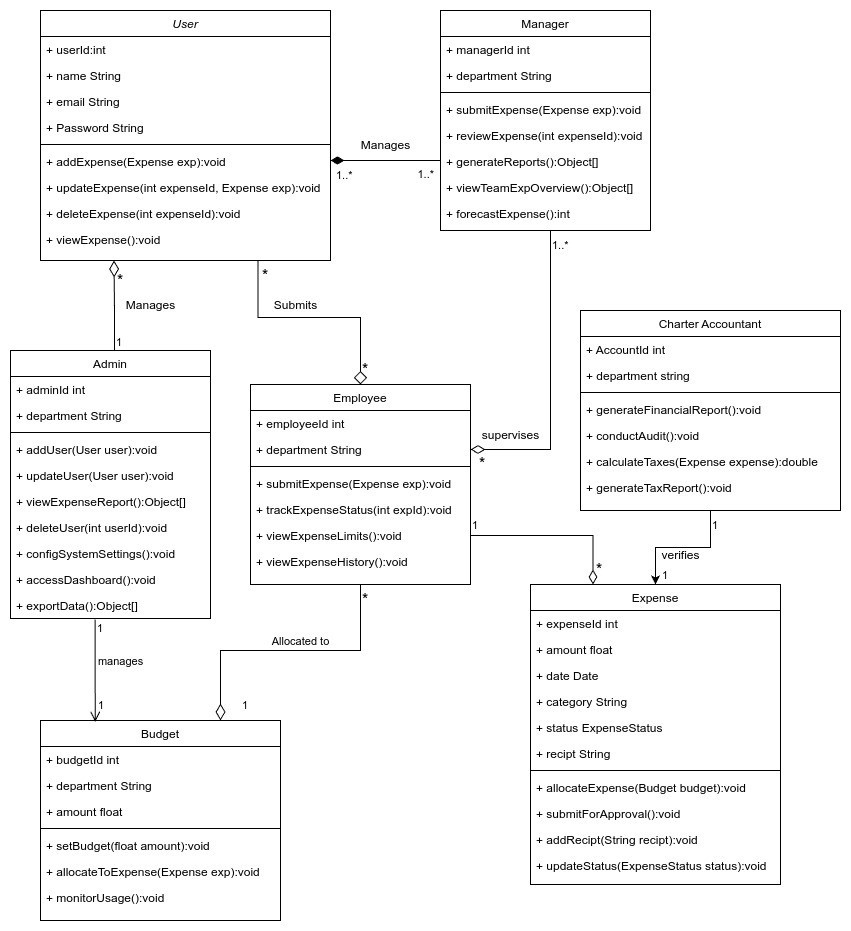 User
+ userId:int
+ name String
+ email String
+ Password String
+ addExpense(Expense exp):void
+ updateExpense(int expenseId, Expense exp):void
+ deleteExpense(int expenseId):void
+ viewExpense():void
Manager
+ managerId int
+ department String
+ submitExpense(Expense exp):void
+ reviewExpense(int expenseId):void
+ generateReports():Object[]
+ viewTeamExpOverview():Object[]
+ forecastExpense():int
Manages
1..*
1..*
1..*
*
Manages
1
*
Submits
*
Admin
+ adminId int
+ department String
+ addUser(User user):void
+ updateUser(User user):void
+ viewExpenseReport():Object[]
+ deleteUser(int userId):void
+ configSystemSettings():void
+ accessDashboard():void
+ exportData():Object[]
Employee
+ employeeId int
+ department String
+ submitExpense(Expense exp):void
+ trackExpenseStatus(int expId):void
+ viewExpenseLimits():void
+ viewExpenseHistory():void
supervises
*
Charter Accountant
+ AccountId int
+ department string
+ generateFinancialReport():void
+ conductAudit():void
+ calculateTaxes(Expense expense):double
+ generateTaxReport():void
1
*
1
verifies
1
*
Allocated to
1
1
manages
1
Budget
+ budgetId int
+ department String
+ amount float
+ setBudget(float amount):void
+ allocateToExpense(Expense exp):void
+ monitorUsage():void
Expense
+ expenseId int
+ amount float
+ date Date
+ category String
+ status ExpenseStatus
+ recipt String
+ allocateExpense(Budget budget):void
+ submitForApproval():void
+ addRecipt(String recipt):void
+ updateStatus(ExpenseStatus status):void